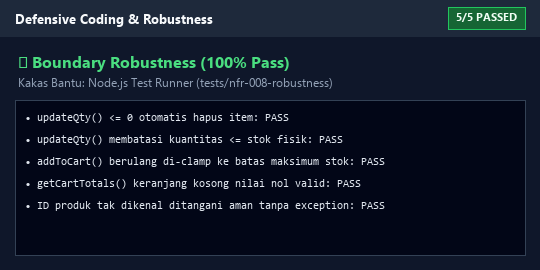 Defensive Coding & Robustness
5/5 PASSED
Boundary Robustness (100% Pass)
Kakas Bantu: Node.js Test Runner (tests/nfr-008-robustness)
• updateQty() <= 0 otomatis hapus item: PASS
• updateQty() membatasi kuantitas <= stok fisik: PASS
• addToCart() berulang di-clamp ke batas maksimum stok: PASS
• getCartTotals() keranjang kosong nilai nol valid: PASS
• ID produk tak dikenal ditangani aman tanpa exception: PASS